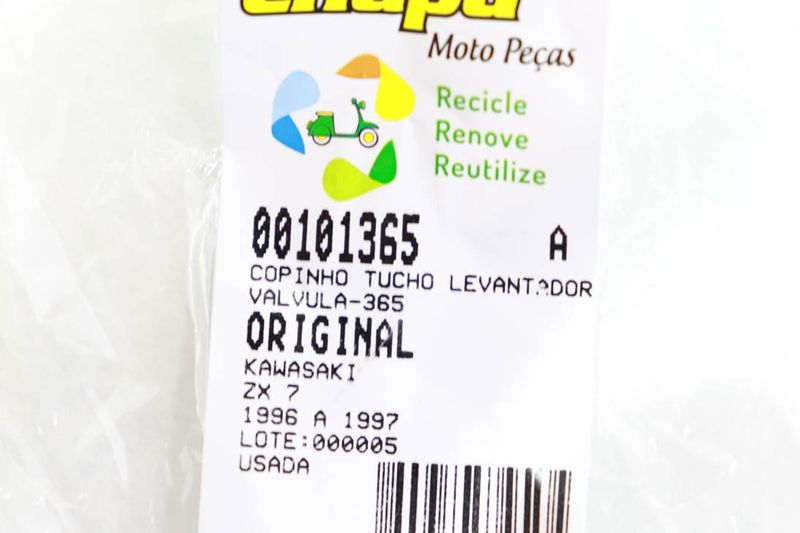 Moto Peças
Recicle
Renove
Reutilize
00101365 A
COPINHO TUCHO LEVANTADOR
VALVULA-365
ORIGINAL
KAWASAKI
ZX 7
1996 A 1997
LOTE:000005
USADA